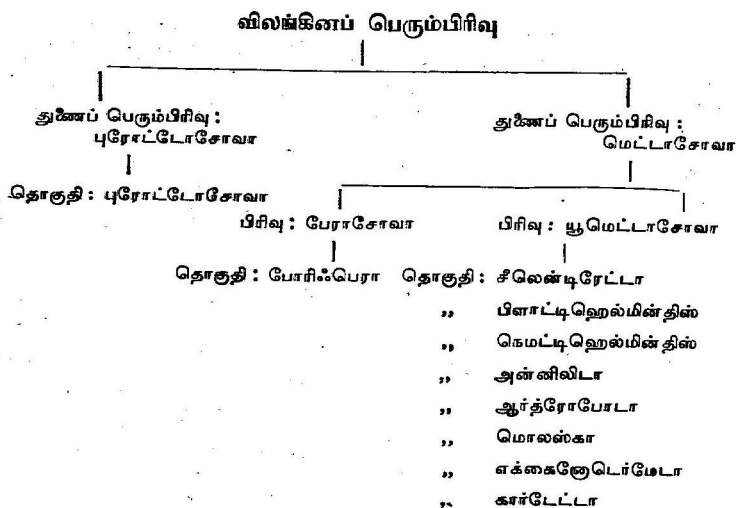 விலங்கினப் பெரும்பிரிவு
துணைப் பெரும்பிரிவு :
புரோட்டோசோவா
துணைப் பெரும்பிரிவு :
மெட்டாசோவா
தொகுதி : புரோட்டோசோவா
பிரிவு : பேராசோவா
பிரிவு : யூமெட்டாசோவா
தொகுதி : போரிஃபெரா
தொகுதி : சீலென்டிரேட்டா
,, பிளாட்டிஹெல்மின்திஸ்
,, நெமட்டிஹெல்மின்திஸ்
,, அன்னிலிடா
,, ஆர்த்ரோபோடா
,, மொலஸ்கா
,, எக்கைனோடெர்மேடா
,, கார்டேட்டா